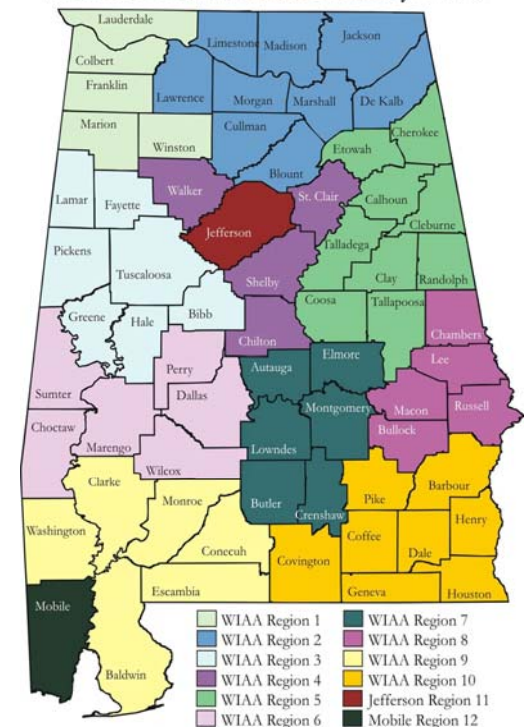 Lauderdale
Limestone Madison Jackson
Colbert
Franklin
Lawrence Morgan Marshall De Kalb
Marion
Winston
Cullman
Cherokee
Etowah
Blount
Lamar
Fayette
Walker
St. Clair
Calhoun
Jefferson
Cleburne
Pickens
Tuscaloosa
Talladega
Shelby
Clay
Randolph
Greene
Hale
Bibb
Coosa
Tallapoosa
Chilton
Chambers
Perry
Autauga
Elmore
Lee
Sumter
Dallas
Montgomery
Macon
Russell
Choctaw
Marengo
Lowndes
Bullock
Wilcox
Clarke
Monroe
Butler
Crenshaw
Pike
Barbour
Henry
Washington
Conecuh
Covington
Coffee
Dale
Escambia
Geneva
Houston
Mobile
Baldwin
WIAA Region 1
WIAA Region 2
WIAA Region 3
WIAA Region 4
WIAA Region 5
WIAA Region 6
WIAA Region 7
WIAA Region 8
WIAA Region 9
WIAA Region 10
Jefferson Region 11
Mobile Region 12